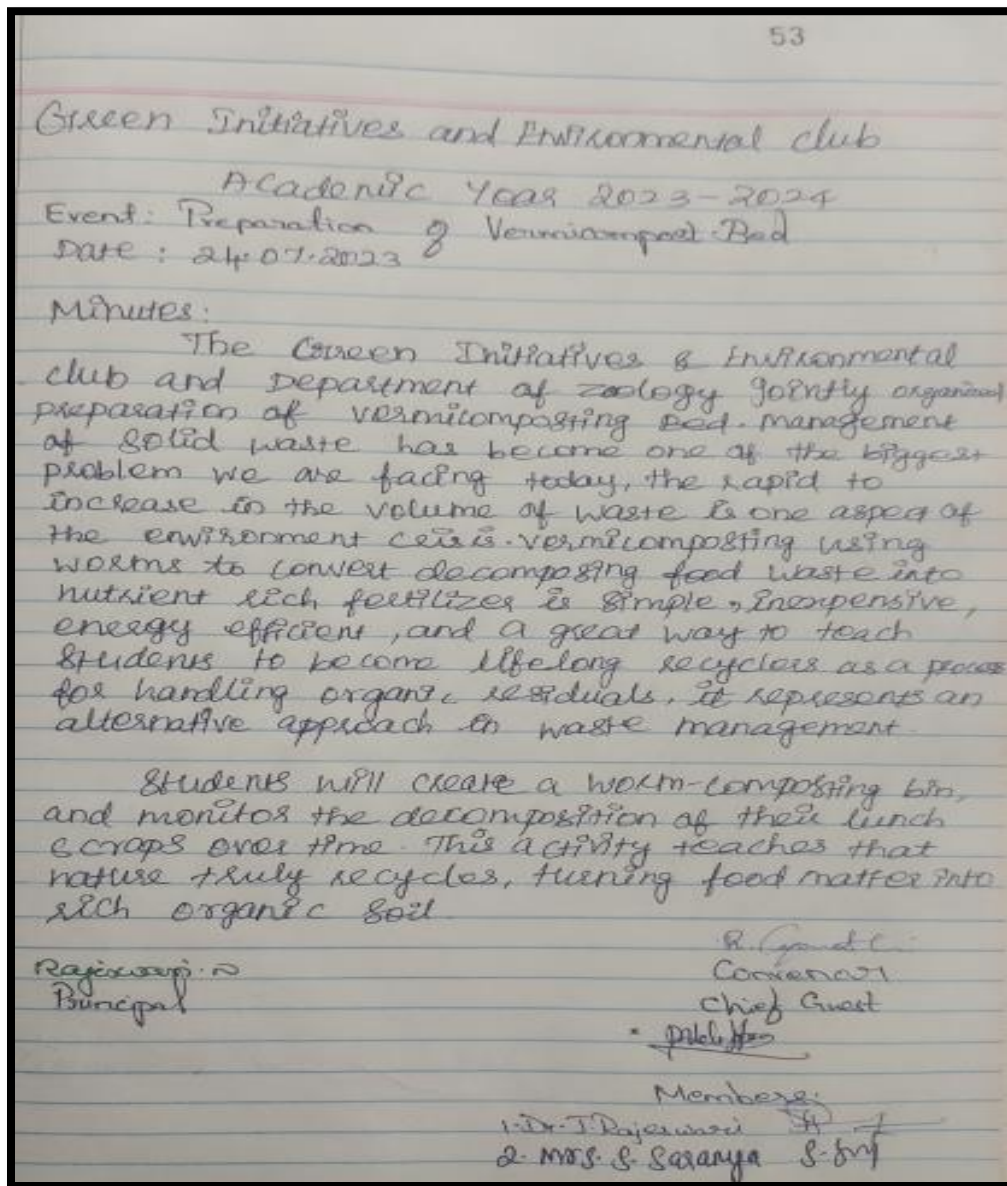 53
Green Initiatives and Environmental club
Academic Year 2023-2024
Event: Preparation of Vermicompost Bed
Date : 24.07.2023
Minutes:
The Green Initiatives & Environmental
club and Department of zoology jointly organized
preparation of vermicomposting Bed. management
of solid waste has become one of the biggest
problem we are facing today, the rapid to
increase in the volume of waste is one aspect of
the environment crisis. vermicomposting using
worms to convert decomposing food waste into
nutrient rich fertilizer is simple, inexpensive,
energy efficient, and a great way to teach
students to become lifelong recyclers as a process
for handling organic residuals, it represents an
alternative approach in waste management.
Students will create a worm-composting bin,
and monitor the decomposition of their lunch
scraps over time. This activity teaches that
nature truly recycles, turning food matter into
rich organic soil.
R.
Rajeswari. N
Convenor
Principal
Chief Guest
Members:
1. Dr. J Rajeswari
2. Mrs. S. Saranya